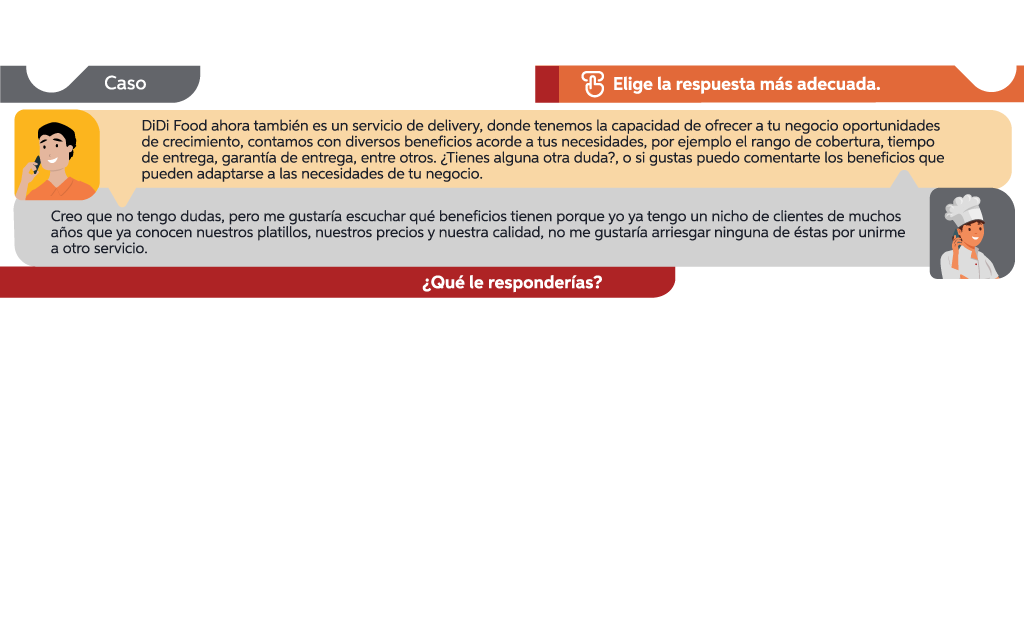 Caso
Elige la respuesta más adecuada.
DiDi Food ahora también es un servicio de delivery, donde tenemos la capacidad de ofrecer a tu negocio oportunidades
de crecimiento, contamos con diversos beneficios acorde a tus necesidades, por ejemplo el rango de cobertura, tiempo
de entrega, garantía de entrega, entre otros. ¿Tienes alguna otra duda?, o si gustas puedo comentarte los beneficios que
pueden adaptarse a las necesidades de tu negocio.
Creo que no tengo dudas, pero me gustaría escuchar qué beneficios tienen porque yo ya tengo un nicho de clientes de muchos
años que ya conocen nuestros platillos, nuestros precios y nuestra calidad, no me gustaría arriesgar ninguna de éstas por unirme
a otro servicio.
¿Qué le responderías?